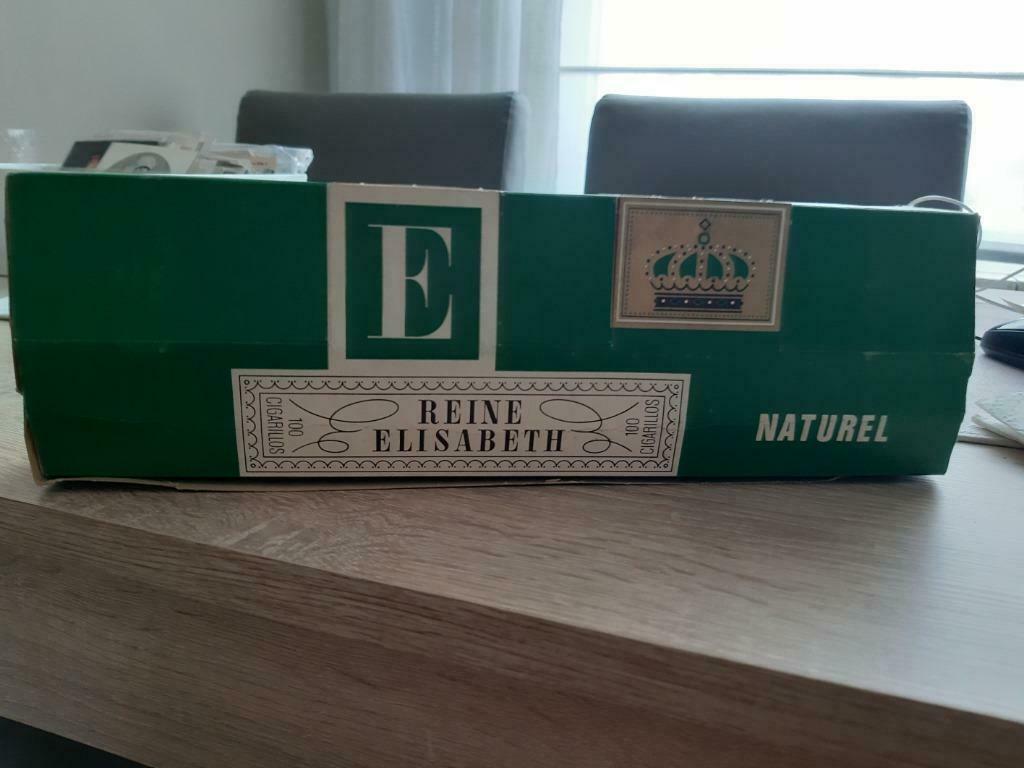 E
CIGARILLOS
100
REINE
ELISABETH
100
CIGARILLOS
NATUREL